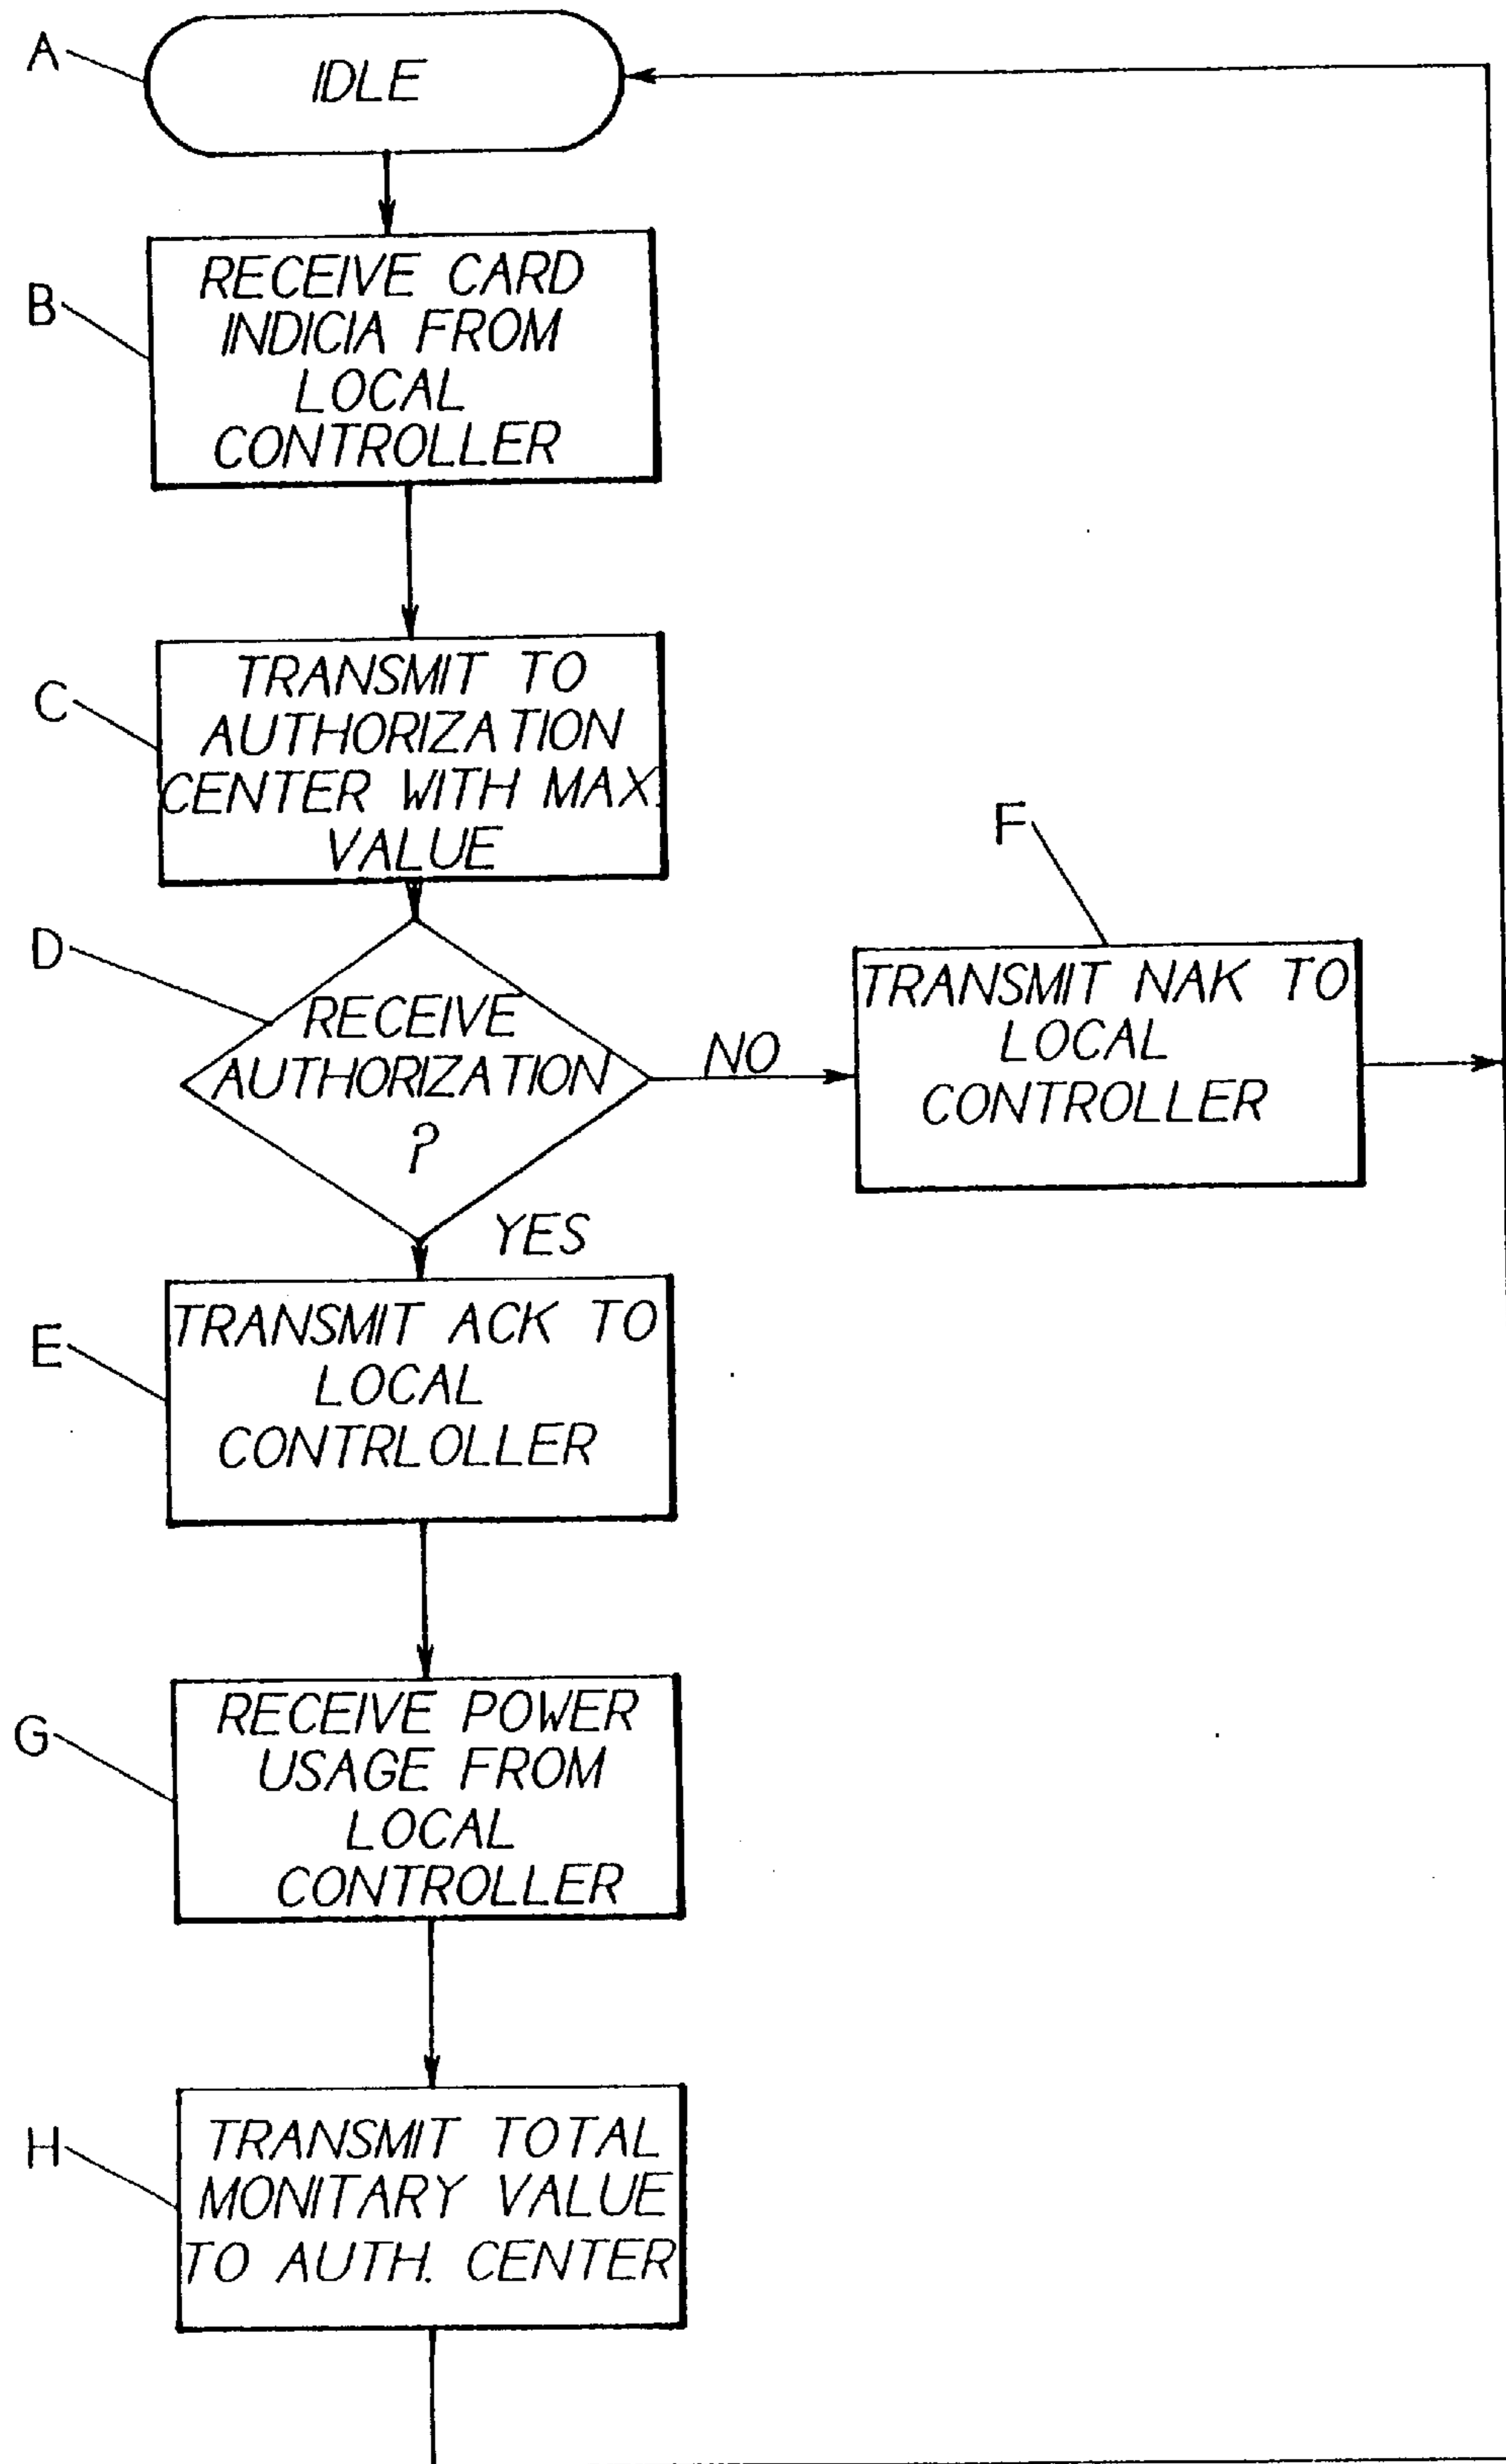 A
IDLE
B
RECEIVE CARD
INDICIA FROM
LOCAL
CONTROLLER
C
TRANSMIT TO
AUTHORIZATION
CENTER WITH MAX.
VALUE
D
RECEIVE
AUTHORIZATION
?
NO
F
TRANSMIT NAK TO
LOCAL
CONTROLLER
YES
E
TRANSMIT ACK TO
LOCAL
CONTRLOLLER
G
RECEIVE POWER
USAGE FROM
LOCAL
CONTROLLER
H
TRANSMIT TOTAL
MONITARY VALUE
TO AUTH. CENTER